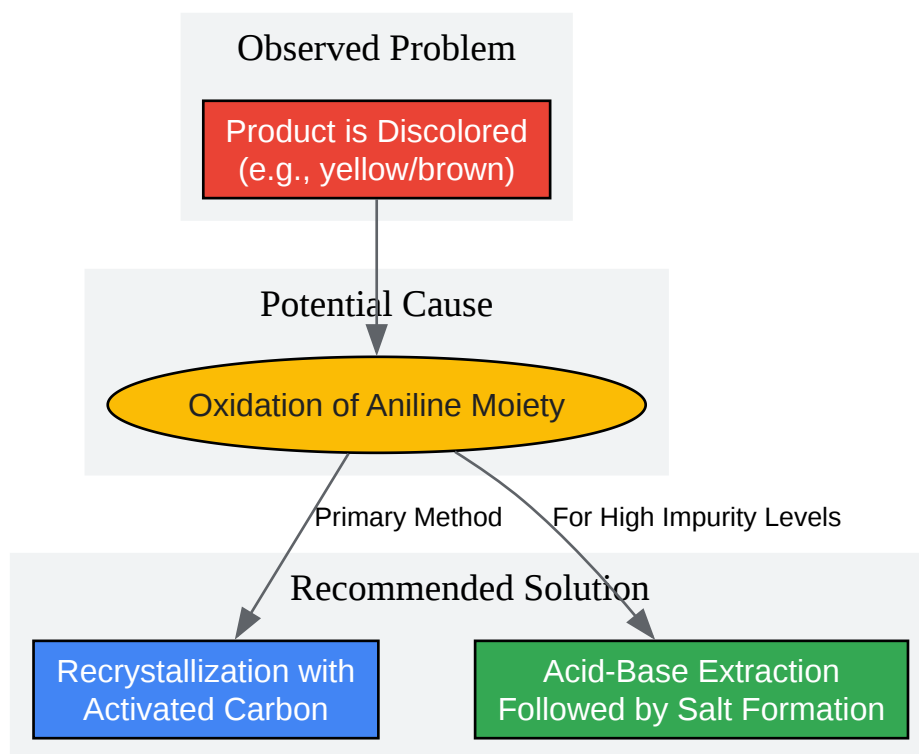 Observed Problem
Product is Discolored
(e.g., yellow/brown)
Potential Cause
Oxidation of Aniline Moiety
Primary Method
For High Impurity Levels
Recommended Solution
Recrystallization with
Activated Carbon
Acid-Base Extraction
Followed by Salt Formation